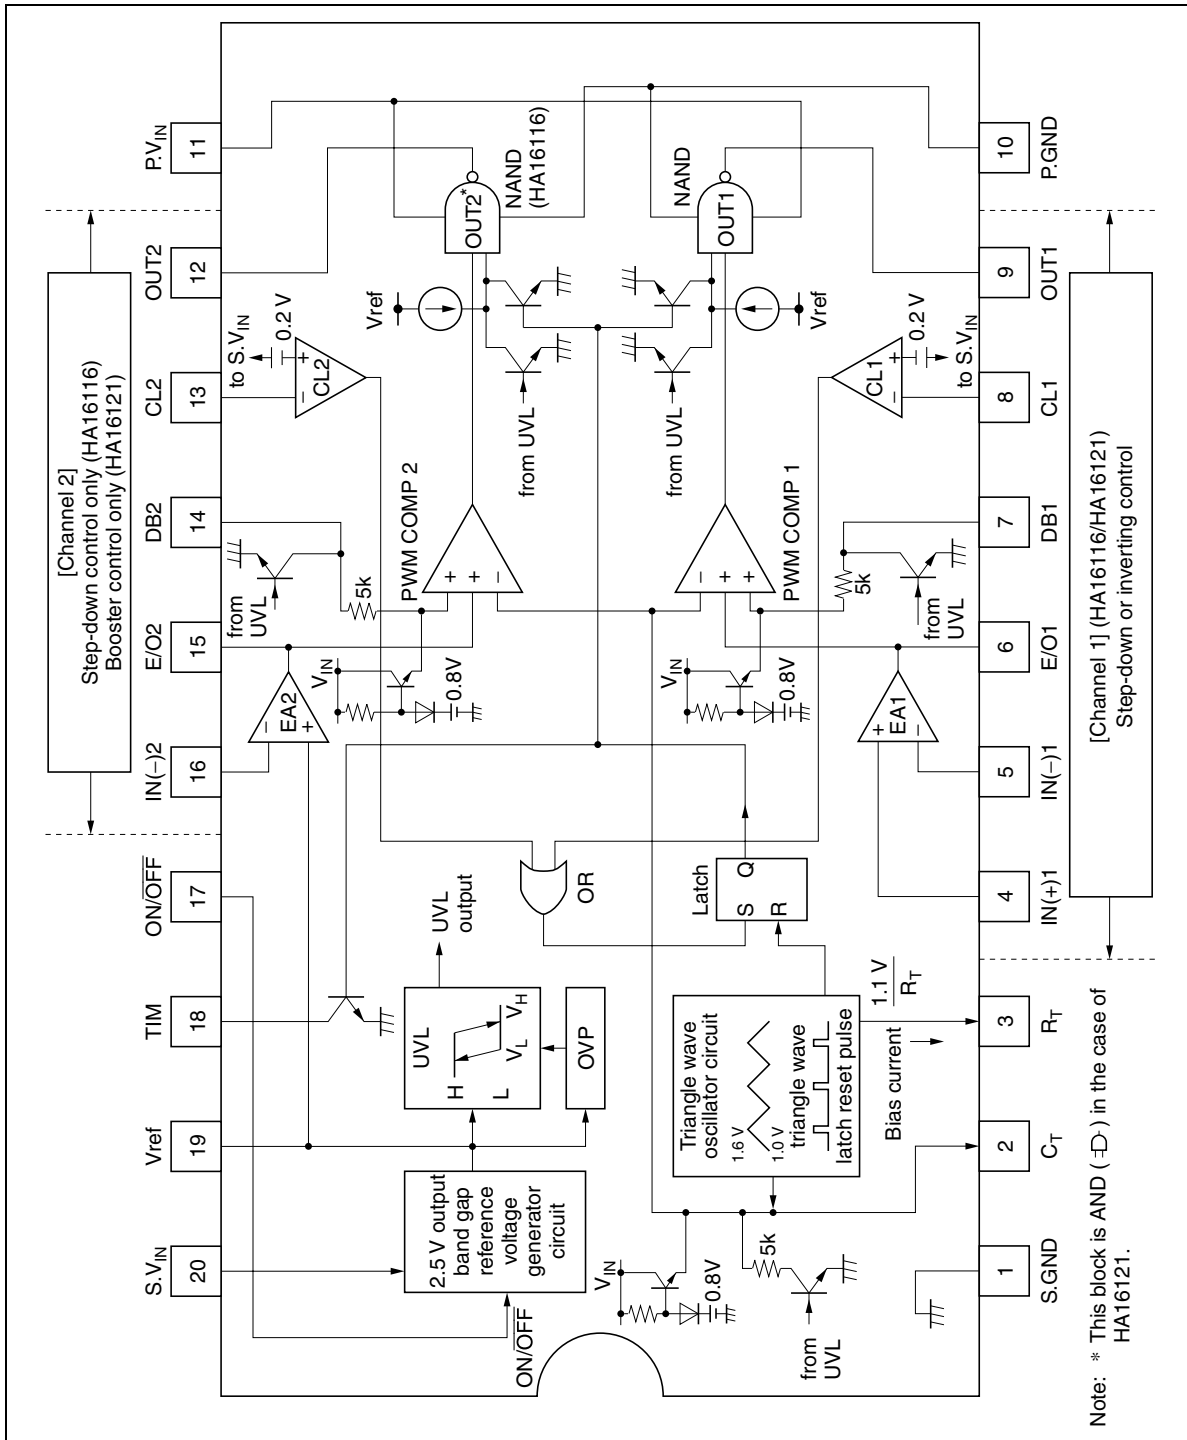 [Channel 2]
Step-down control only (HA16116)
Booster control only (HA16121)
S.VIN
Vref
TIM
ON/OFF
IN(−)2
E/O2
DB2
CL2
OUT2
P.VIN
20
19
18
17
16
15
14
13
12
11
2.5 V output
band gap
reference
voltage
generator
circuit
ON/OFF
UVL
H
L
VL
VH
UVL
output
OVP
EA2
−
+
VIN
0.8V
from
UVL
5k
to S.VIN
0.2 V
−
+
CL2
PWM COMP 2
+
+
−
from UVL
Vref
OUT2*
NAND
(HA16116)
OR
Latch
S
Q
R
Triangle wave
oscillator circuit
1.6 V
1.0 V
triangle wave
latch reset pulse
1.1 V
RT
Bias current
VIN
0.8V
5k
from
UVL
VIN
0.8V
EA1
+
−
PWM COMP 1
−
+
+
5k
from
UVL
from UVL
Vref
NAND
OUT1
CL1
−
+
0.2 V
to S.VIN
1
2
3
4
5
6
7
8
9
10
S.GND
CT
RT
IN(+)1
IN(−)1
E/O1
DB1
CL1
OUT1
P.GND
[Channel 1] (HA16116/HA16121)
Step-down or inverting control
Note: * This block is AND ( ) in the case of
HA16121.